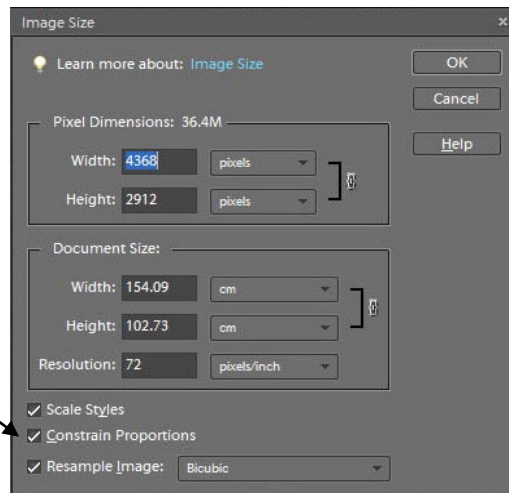 Image Size
Learn more about: Image Size
OK
Cancel
Help
Pixel Dimensions: 36.4M
Width: 4368 pixels
Height: 2912 pixels
Document Size:
Width: 154.09 cm
Height: 102.73 cm
Resolution: 72 pixels/inch
Scale Styles
Constrain Proportions
Resample Image: Bicubic